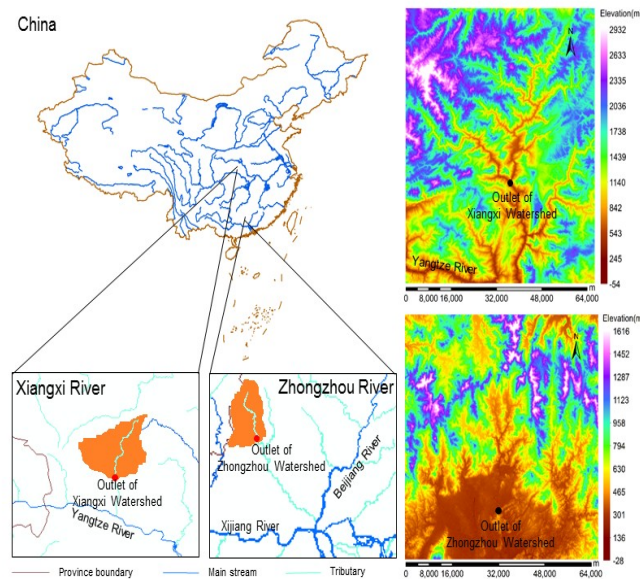 China
Xiangxi River
Outlet of
Xiangxi Watershed
Yangtze River
Zhongzhou River
Outlet of
Zhongzhou Watershed
Beijiang River
Xijiang River
Province boundary
Main stream
Tributary
Elevation(m
N
2932
2633
2335
2036
1738
1439
1140
842
543
245
-54
Outlet of
Xiangxi Watershed
Yangtze River
m
0 8,000 16,000 32,000 48,000 64,000
Elevation(m
N
1616
1452
1287
1123
958
794
630
465
301
136
-28
Outlet of
Zhongzhou Watershed
m
0 8,000 16,000 32,000 48,000 64,000